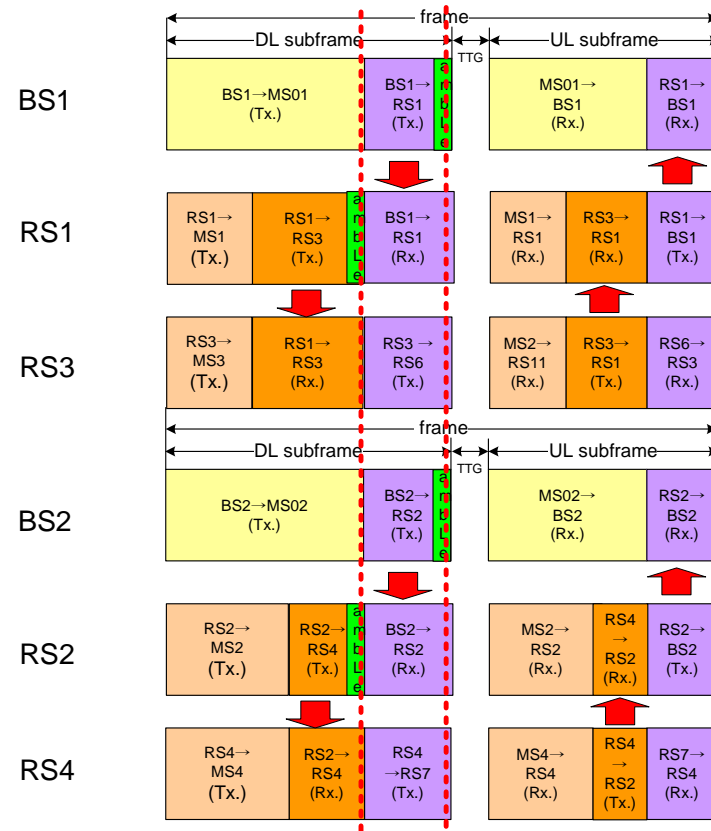 frame
DL subframe
TTG
UL subframe
BS1
BS1→MS01
(Tx.)
BS1→
RS1
(Tx.)
a
m
b
L
e
MS01→
BS1
(Rx.)
RS1→
BS1
(Rx.)
RS1
RS1→
MS1
(Tx.)
RS1→
RS3
(Tx.)
a
m
b
L
e
BS1→
RS1
(Rx.)
MS1→
RS1
(Rx.)
RS3→
RS1
(Rx.)
RS1→
BS1
(Tx.)
RS3
RS3→
MS3
(Tx.)
RS1→
RS3
(Rx.)
RS3 →
RS6
(Tx.)
MS2→
RS11
(Rx.)
RS3→
RS1
(Tx.)
RS6→
RS3
(Rx.)
frame
DL subframe
TTG
UL subframe
BS2
BS2→MS02
(Tx.)
BS2→
RS2
(Tx.)
a
m
b
L
e
MS02→
BS2
(Rx.)
RS2→
BS2
(Rx.)
RS2
RS2→
MS2
(Tx.)
RS2→
RS4
(Tx.)
a
m
b
L
e
BS2→
RS2
(Rx.)
MS2→
RS2
(Rx.)
RS4
→
RS2
(Rx.)
RS2→
BS2
(Tx.)
RS4
RS4→
MS4
(Tx.)
RS2→
RS4
(Rx.)
RS4
→RS7
(Tx.)
MS4→
RS4
(Rx.)
RS4
→
RS2
(Tx.)
RS7→
RS4
(Rx.)